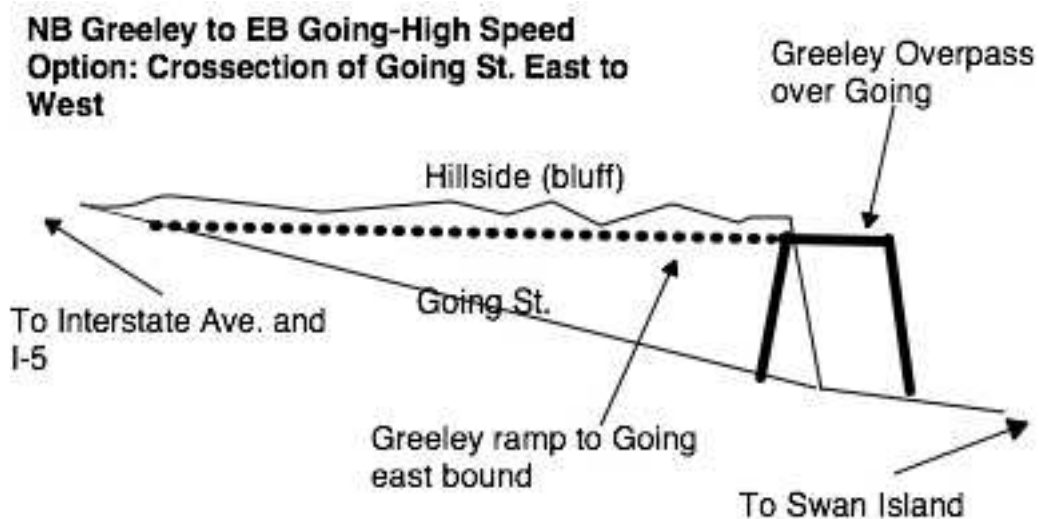 NB Greeley to EB Going-High Speed
Option: Crossection of Going St. East to
West
Greeley Overpass
over Going
Hillside (bluff)
Going St.
To Interstate Ave. and
I-5
Greeley ramp to Going
east bound
To Swan Island